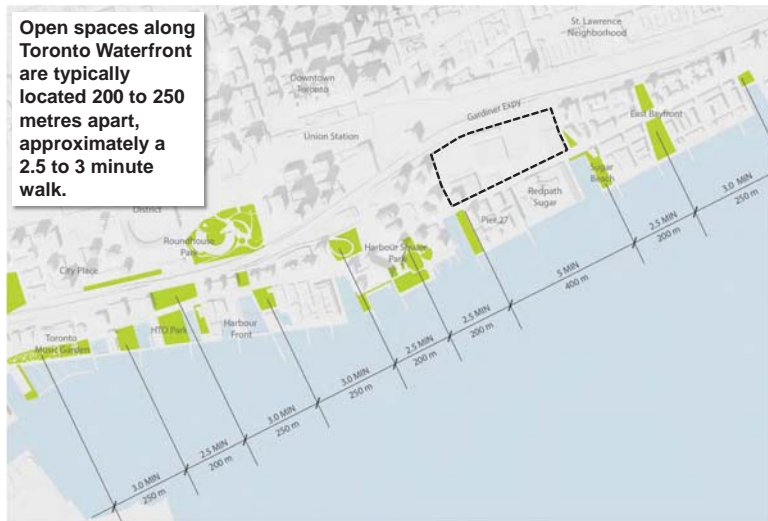 Open spaces along
Toronto Waterfront
are typically
located 200 to 250
metres apart,
approximately a
2.5 to 3 minute
walk.
St. Lawrence
Neighborhood
Downtown
Toronto
Gardiner Expy
Union Station
East Bayfront
Sugar
Beach
Redpath
Sugar
Pier 27
District
Roundhouse
Park
Harbour Square
Park
City Place
HTO Park
Harbour
Front
Toronto
Music Garden
3.0 MIN
250 m
2.5 MIN
200 m
5 MIN
400 m
2.5 MIN
200 m
2.5 MIN
200 m
3.0 MIN
250 m
3.0 MIN
250 m
2.5 MIN
200 m
3.0 MIN
250 m